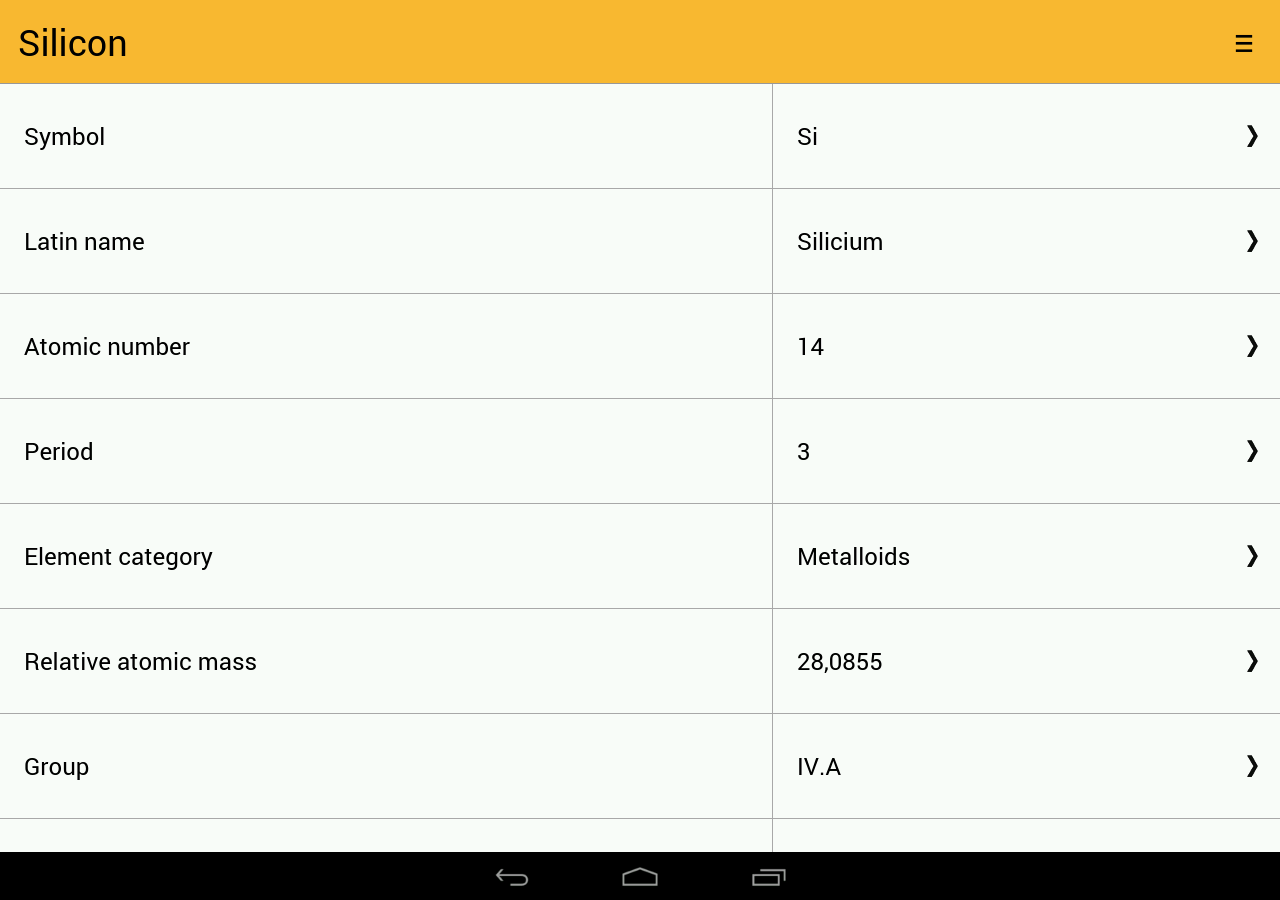 Silicon
Symbol Si
Latin name Silicium
Atomic number 14
Period 3
Element category Metalloids
Relative atomic mass 28,0855
Group IV.A